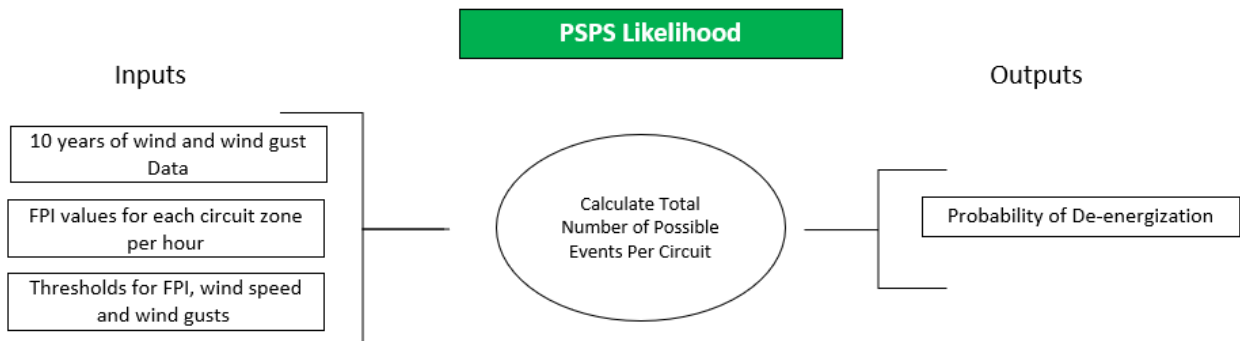 PSPS Likelihood
Inputs
Outputs
10 years of wind and wind gust
Data
FPI values for each circuit zone
per hour
Thresholds for FPI, wind speed
and wind gusts
Calculate Total
Number of Possible
Events Per Circuit
Probability of De-energization